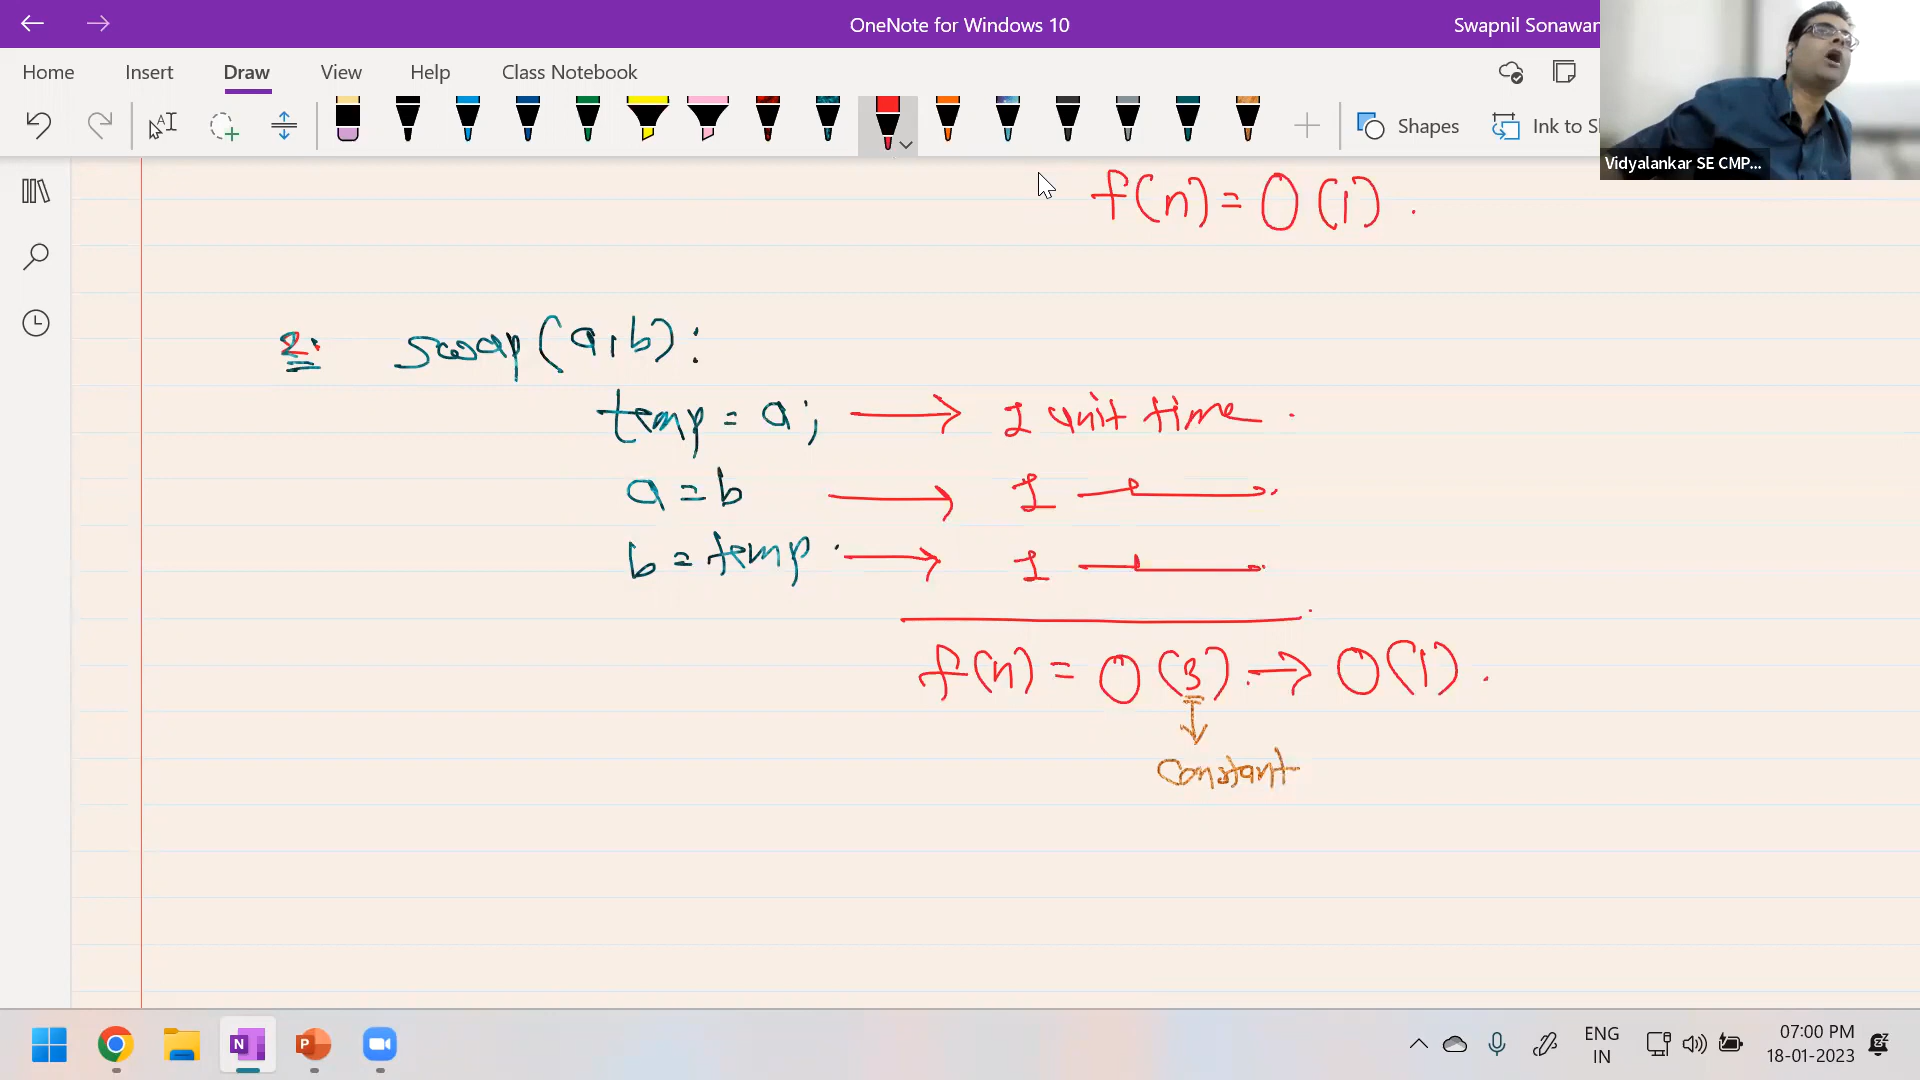 OneNote for Windows 10
Swapnil Sonawan
Home Insert Draw View Help Class Notebook
Shapes
Ink to S
Vidyalankar SE CMP...
f(n) = O(1).
2. swap(a,b):
temp = a; → 1 unit time.
a = b → 1
b = temp. → 1
f(n) = O(3). → O(1).
Constant
N
P
ENG
IN
07:00 PM
18-01-2023